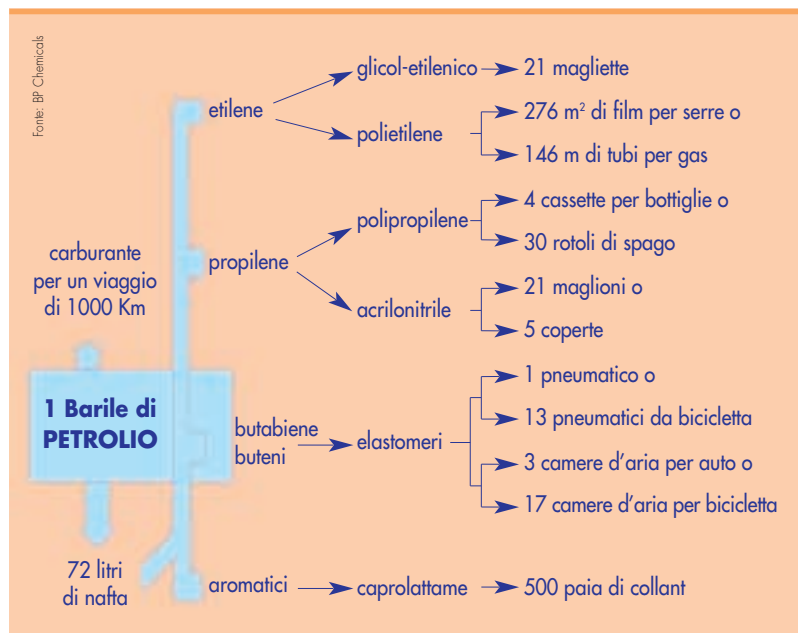 Fonte: BP Chemicals
etilene
glicol-etilenico
21 magliette
polietilene
276 m² di film per serre o
146 m di tubi per gas
carburante
per un viaggio
di 1000 Km
propilene
polipropilene
4 cassette per bottiglie o
30 rotoli di spago
acrilonitrile
21 maglioni o
5 coperte
1 Barile di
PETROLIO
butabiene
buteni
elastomeri
1 pneumatico o
13 pneumatici da bicicletta
3 camere d'aria per auto o
17 camere d'aria per bicicletta
72 litri
di nafta
aromatici
caprolattame
500 paia di collant